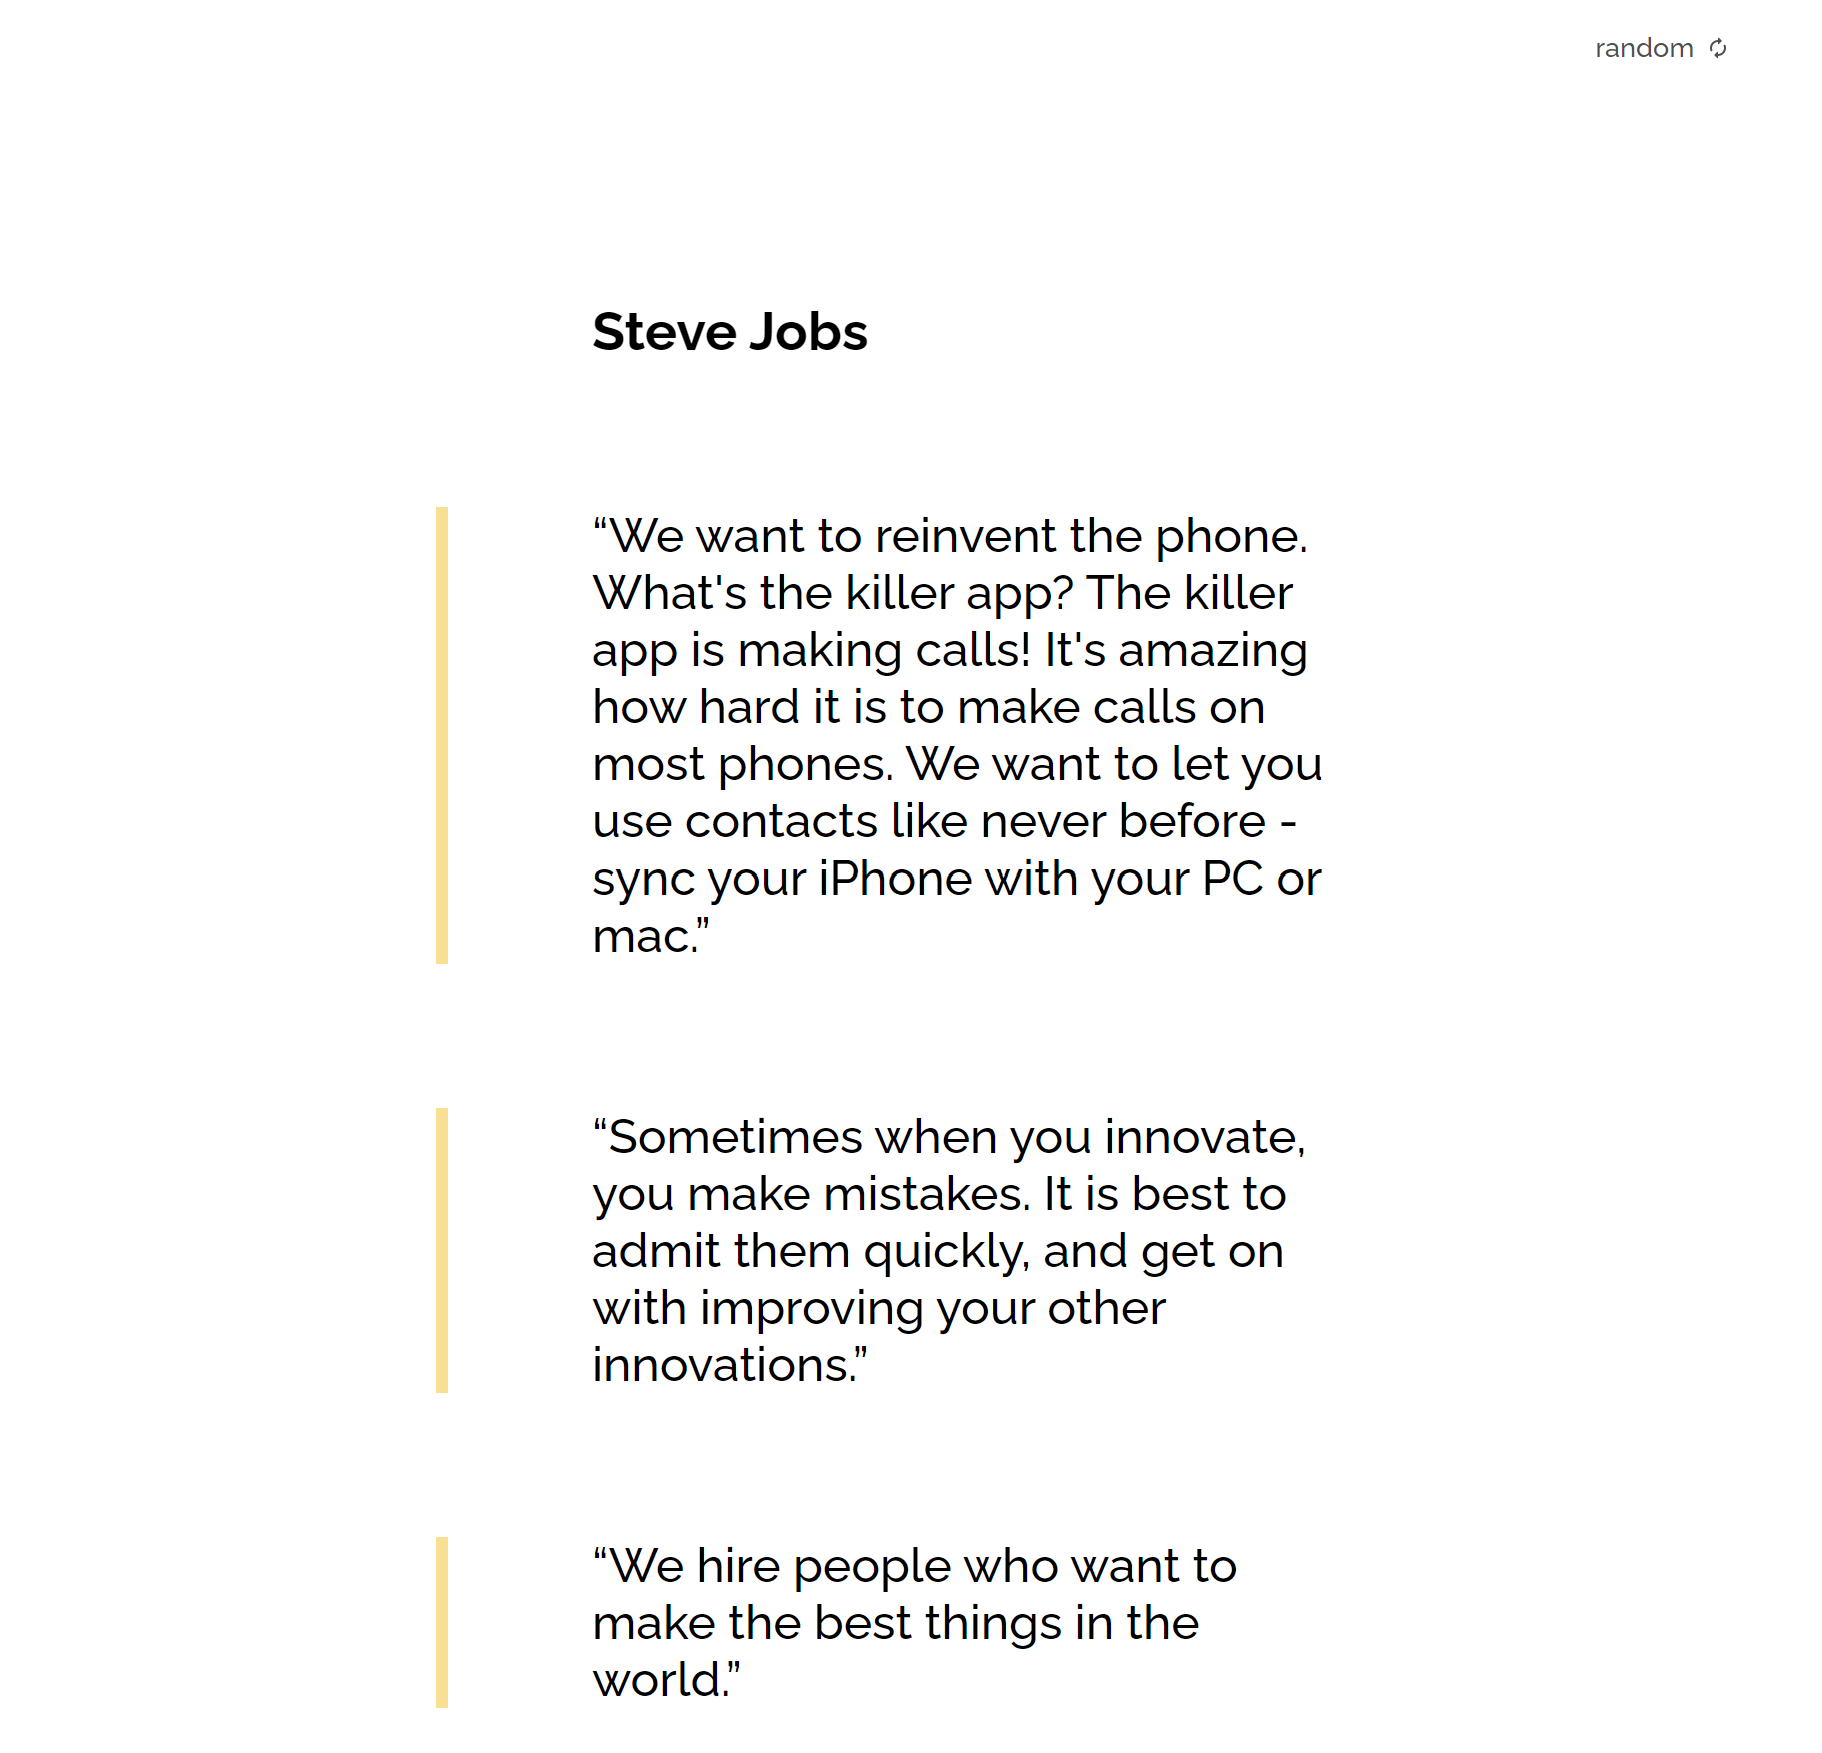 random
Steve Jobs
“We want to reinvent the phone.
What's the killer app? The killer
app is making calls! It's amazing
how hard it is to make calls on
most phones. We want to let you
use contacts like never before -
sync your iPhone with your PC or
mac.”
“Sometimes when you innovate,
you make mistakes. It is best to
admit them quickly, and get on
with improving your other
innovations.”
“We hire people who want to
make the best things in the
world.”